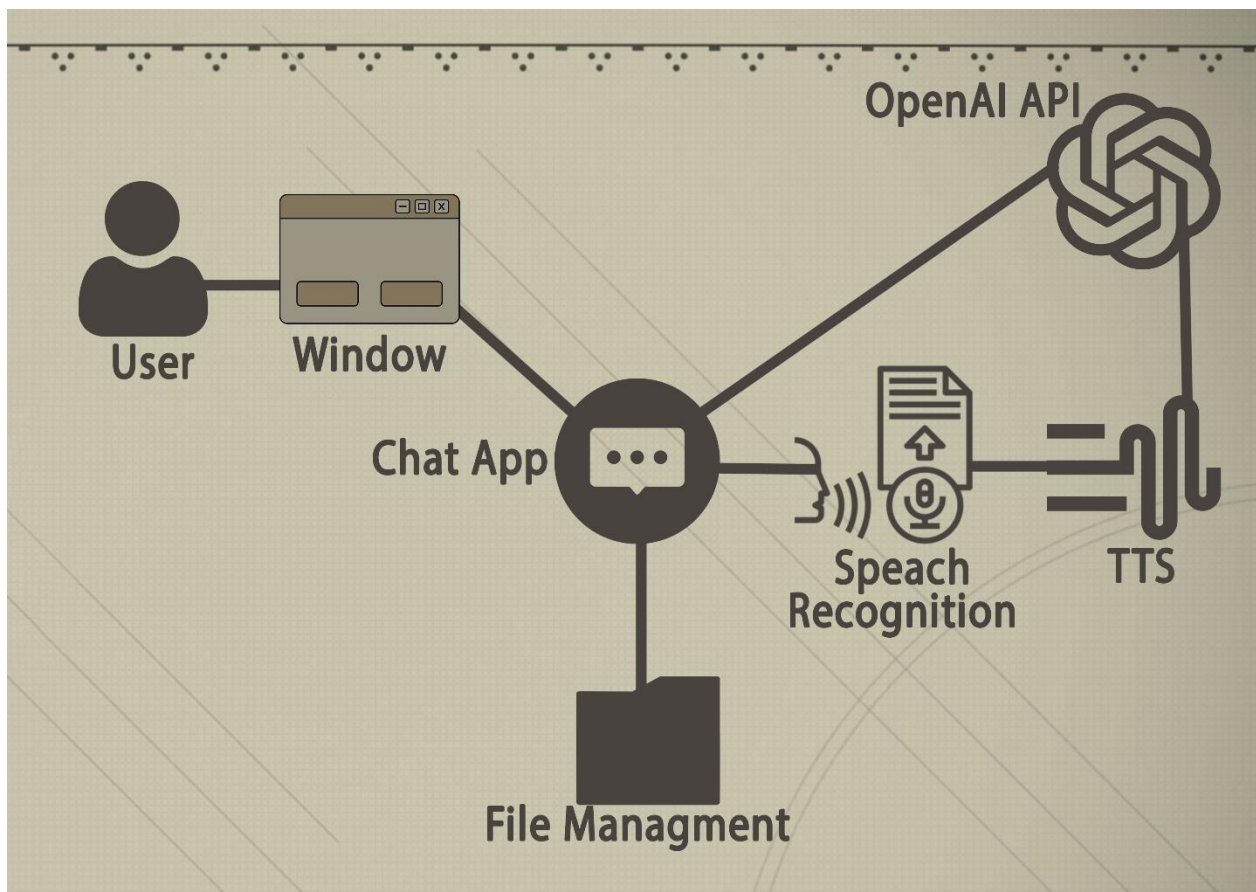 OpenAI API
User
Window
Chat App
Speach
Recognition
TTS
File Managment